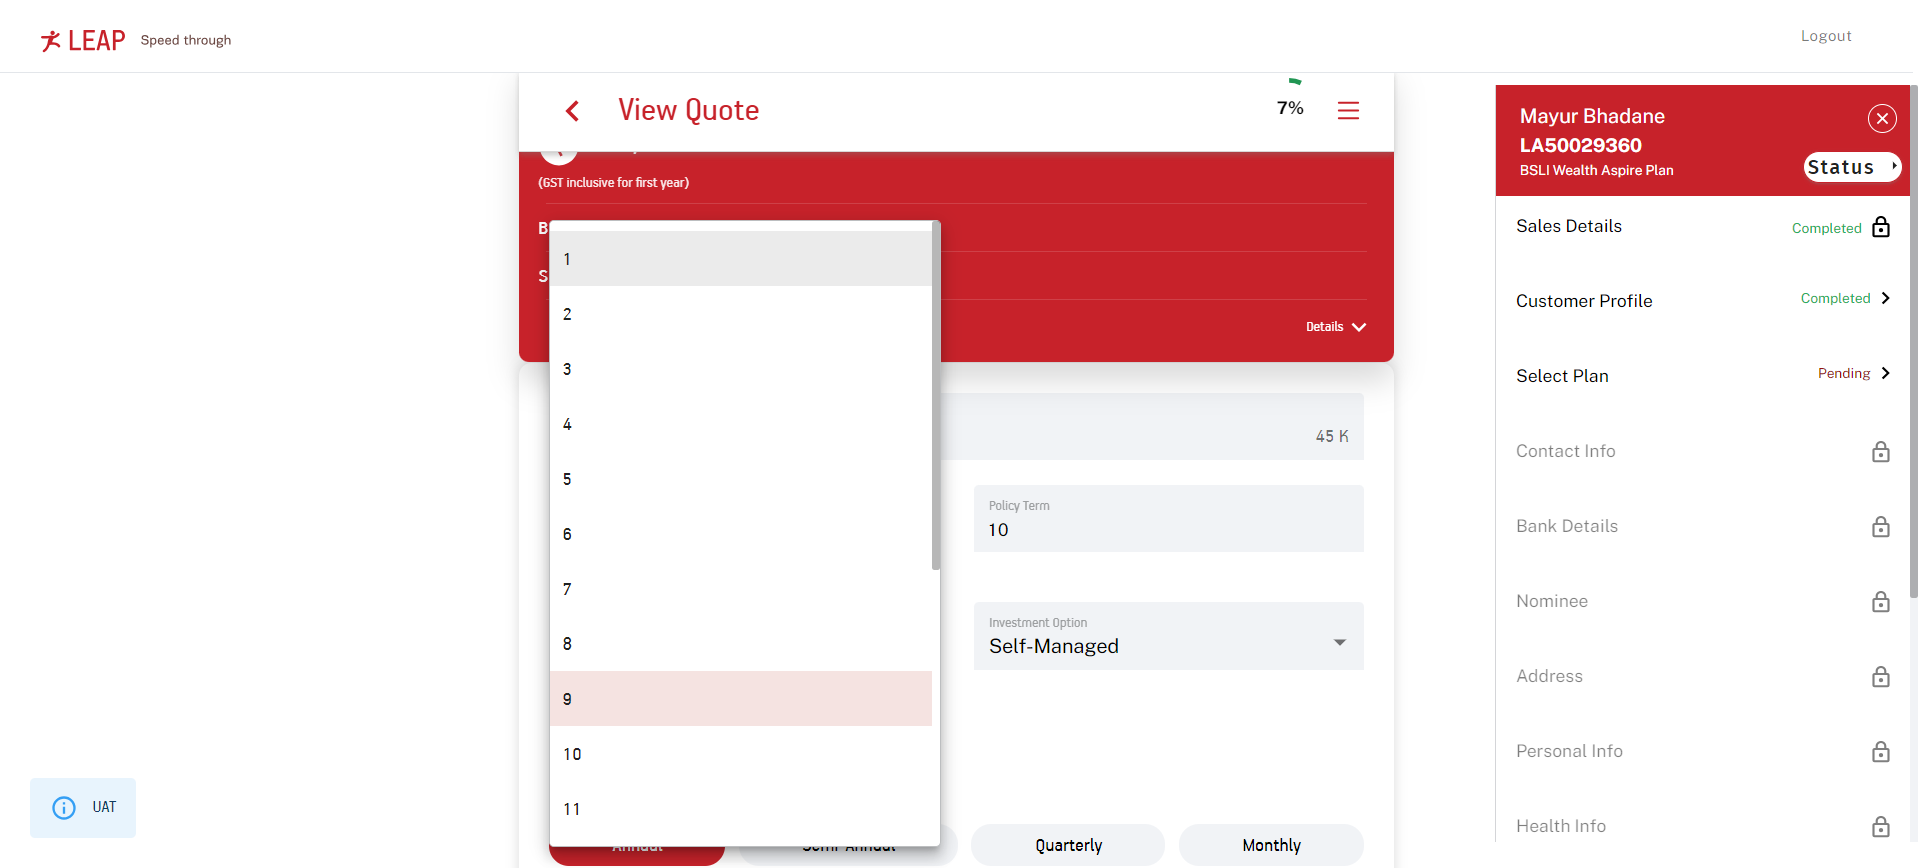 LEAP Speed through
Logout
View Quote
7%
(GST inclusive for first year)
B
S
Details
1
2
3
4
5
6
7
8
9
10
11
45 K
Policy Term
10
Investment Option
Self-Managed
Annual
Semi-Annual
Quarterly
Monthly
Mayur Bhadane
LA50029360
BSLI Wealth Aspire Plan
Status
Sales Details
Completed
Customer Profile
Completed
Select Plan
Pending
Contact Info
Bank Details
Nominee
Address
Personal Info
Health Info
UAT